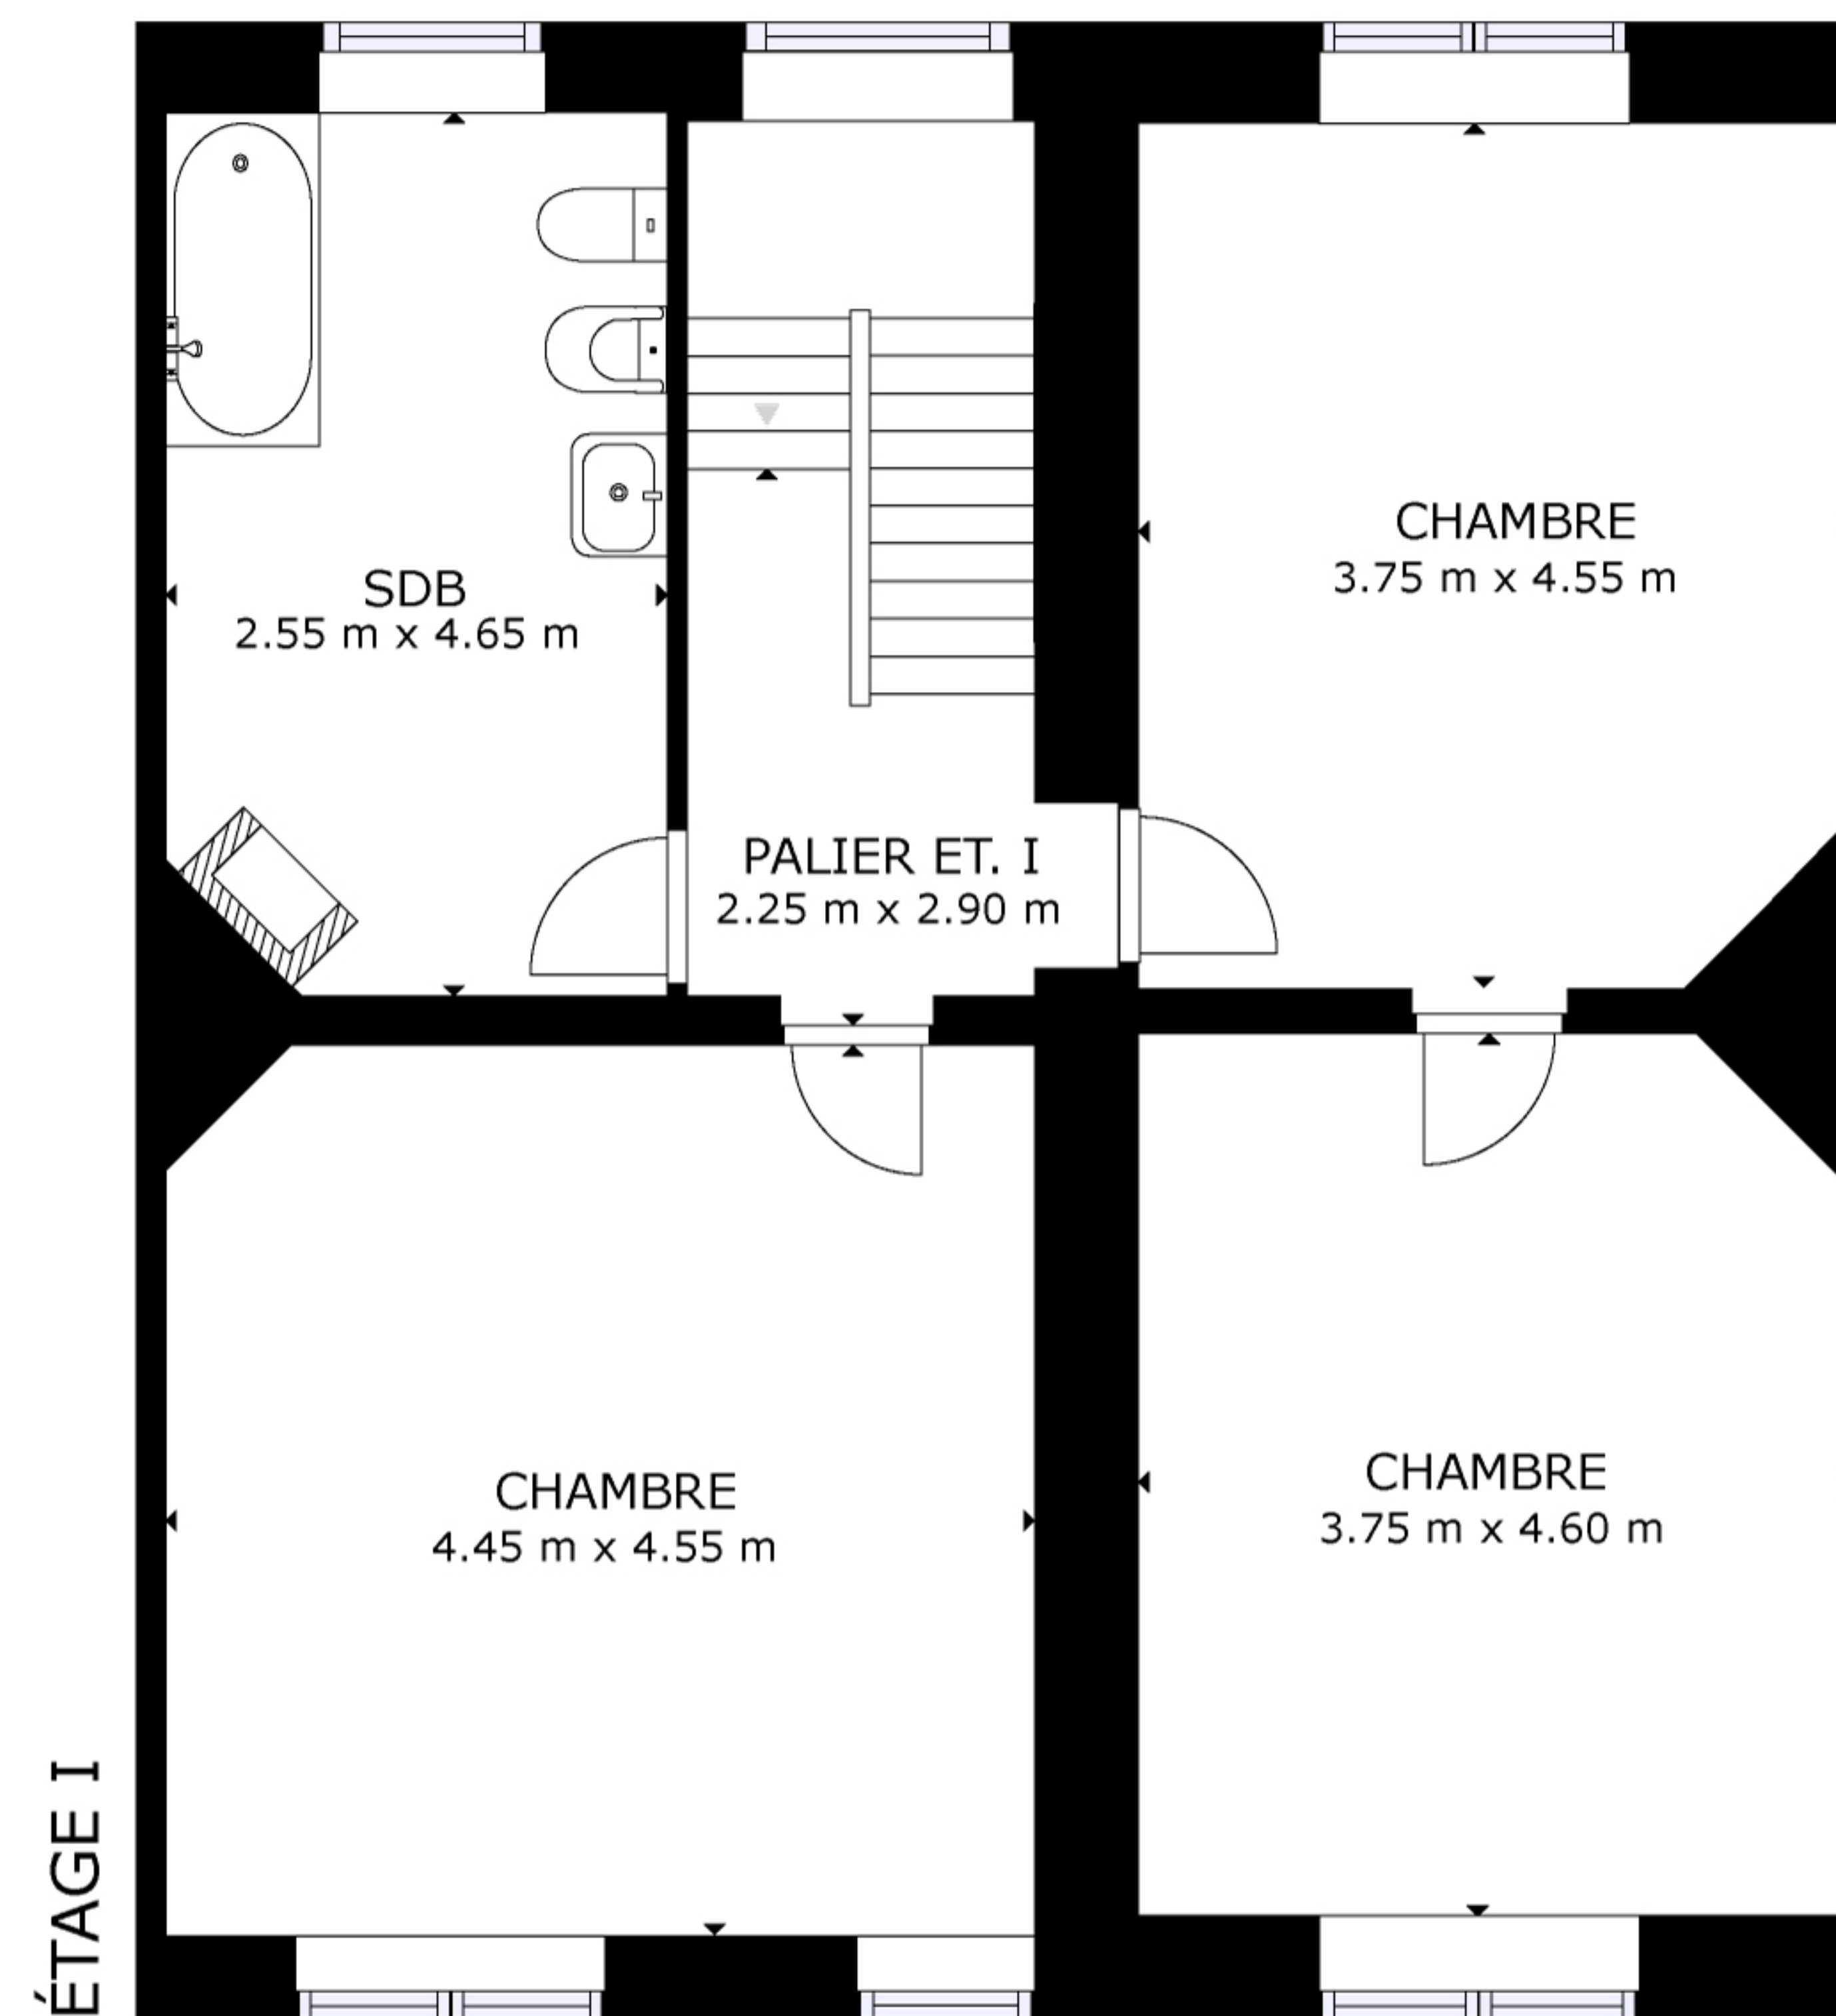 CHAMBRE
3.75 m x 4.55 m
SDB
2.55 m x 4.65 m
PALIER ET. I
2.25 m x 2.90 m
CHAMBRE
4.45 m x 4.55 m
CHAMBRE
3.75 m x 4.60 m
ÉTAGE I